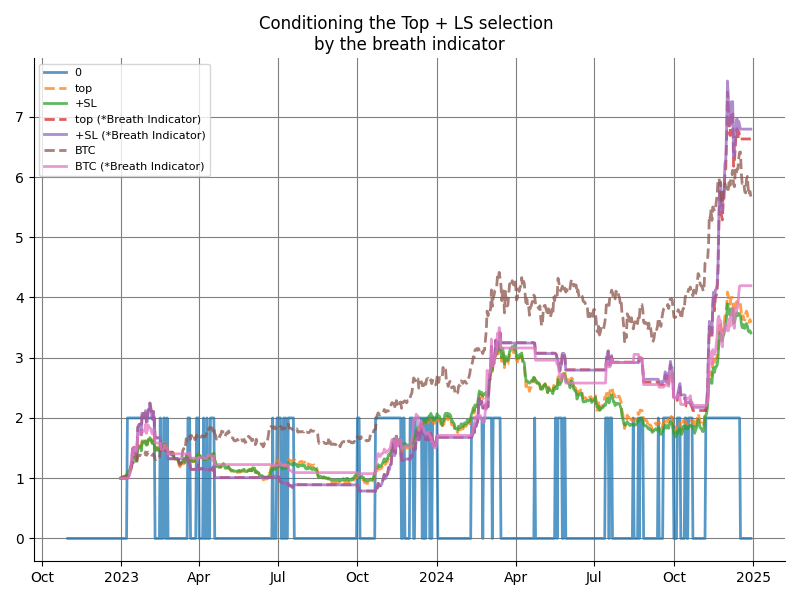 Conditioning the Top + LS selection
by the breath indicator
0
top
+SL
top (*Breath Indicator)
+SL (*Breath Indicator)
BTC
BTC (*Breath Indicator)
7
6
5
4
3
2
1
0
Oct 2023 Apr Jul Oct 2024 Apr Jul Oct 2025